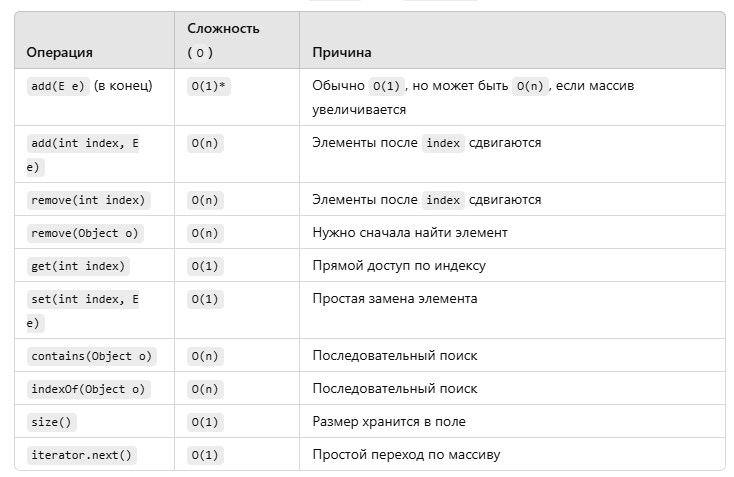 Операция
Сложность
( O )
Причина
add(E e) (в конец)
O(1)*
Обычно O(1), но может быть O(n), если массив
увеличивается
add(int index, E
e)
O(n)
Элементы после index сдвигаются
remove(int index)
O(n)
Элементы после index сдвигаются
remove(Object o)
O(n)
Нужно сначала найти элемент
get(int index)
O(1)
Прямой доступ по индексу
set(int index, E
e)
O(1)
Простая замена элемента
contains(Object o)
O(n)
Последовательный поиск
indexOf(Object o)
O(n)
Последовательный поиск
size()
O(1)
Размер хранится в поле
iterator.next()
O(1)
Простой переход по массиву